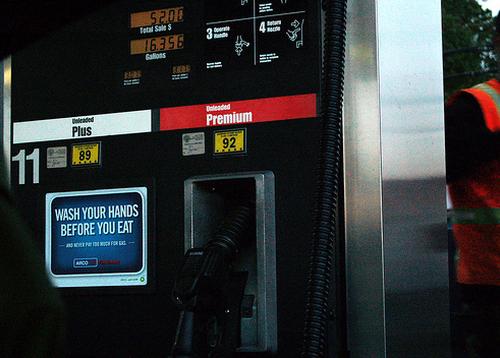 52.00
Total Sale $
16.356
Gallons
3 Operate
Handle
4 Return
Nozzle
Unleaded
Plus
Unleaded
Premium
11
89
92
WASH YOUR HANDS
BEFORE YOU EAT
AND NEVER PAY TOO MUCH FOR GAS.
ARCO